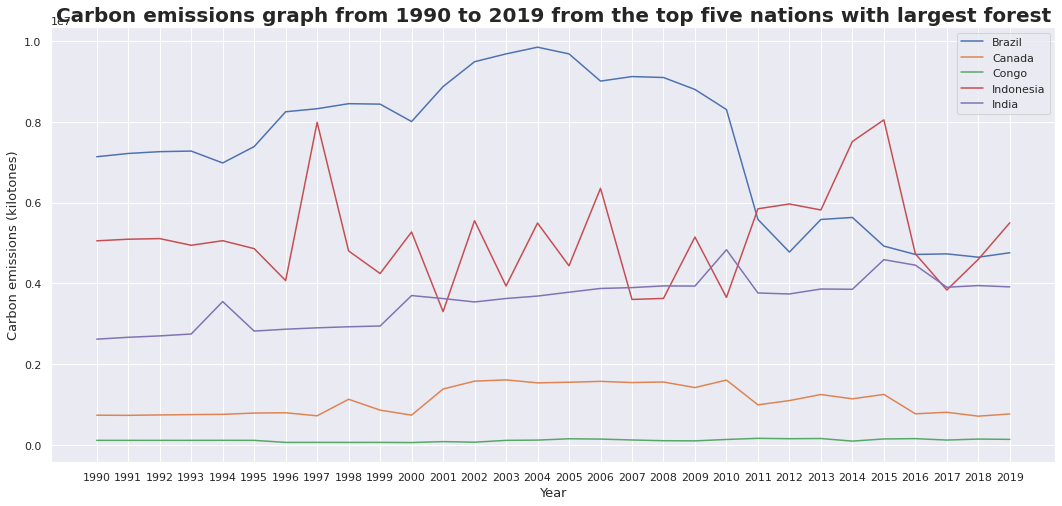 Carbon emissions graph from 1990 to 2019 from the top five nations with largest forest
1e7
1.0
0.8
0.6
0.4
0.2
0.0
Carbon emissions (kilotones)
Brazil
Canada
Congo
Indonesia
India
1990 1991 1992 1993 1994 1995 1996 1997 1998 1999 2000 2001 2002 2003 2004 2005 2006 2007 2008 2009 2010 2011 2012 2013 2014 2015 2016 2017 2018 2019
Year